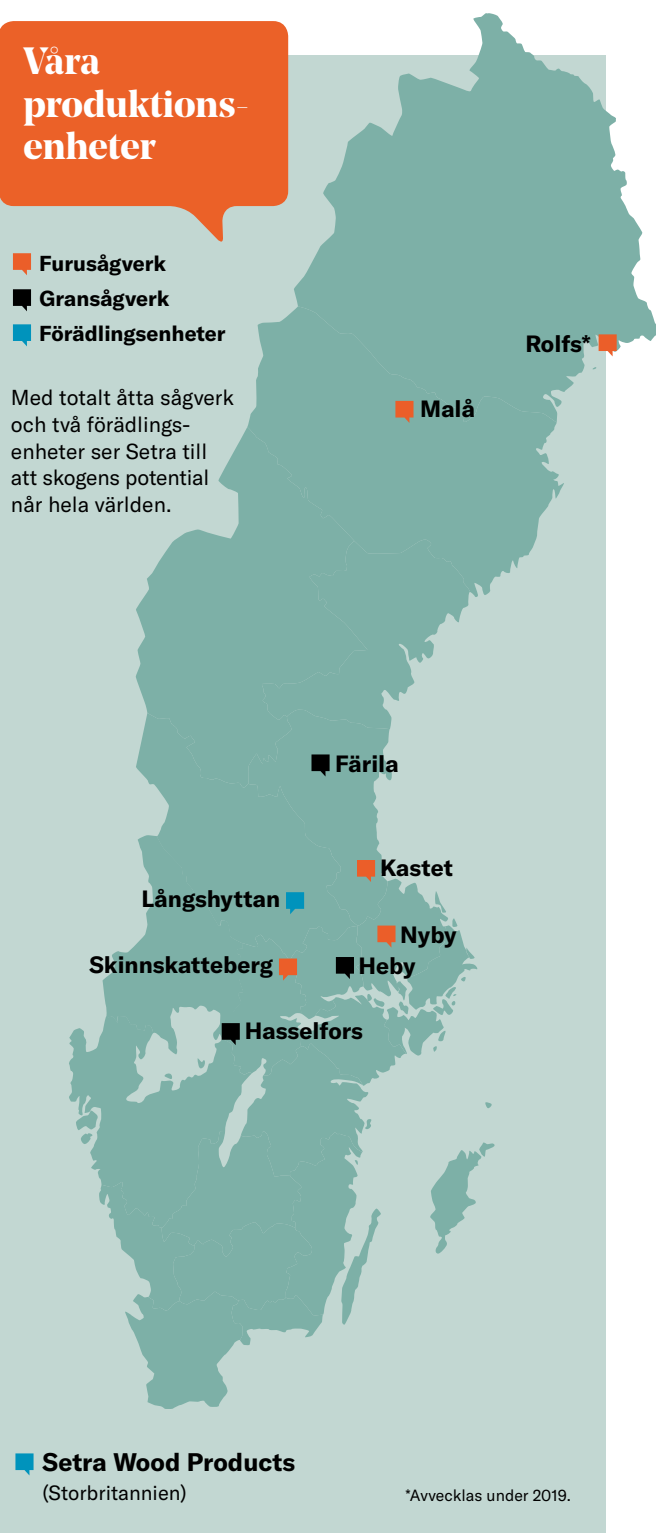 Våra
produktions-
enheter
Furusågverk
Gransågverk
Förädlingsenheter
Med totalt åtta sågverk
och två förädlings-
enheter ser Setra till
att skogens potential
når hela världen.
Rolfs*
Malå
Färila
Kastet
Långshyttan
Nyby
Skinnskatteberg
Heby
Hasselfors
Setra Wood Products
(Storbritannien)
*Avvecklas under 2019.